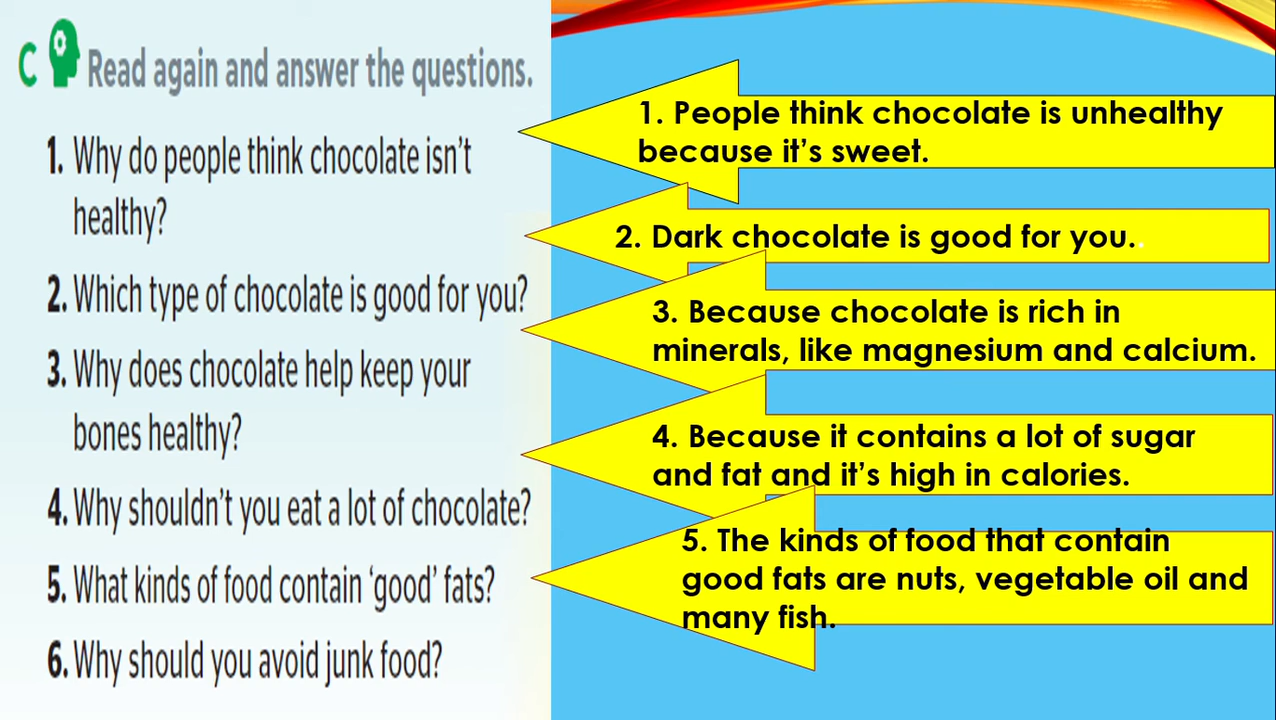 C Read again and answer the questions.
1. Why do people think chocolate isn't
healthy?
2. Which type of chocolate is good for you?
3. Why does chocolate help keep your
bones healthy?
4. Why shouldn't you eat a lot of chocolate?
5. What kinds of food contain 'good' fats?
6. Why should you avoid junk food?
1. People think chocolate is unhealthy
because it's sweet.
2. Dark chocolate is good for you..
3. Because chocolate is rich in
minerals, like magnesium and calcium.
4. Because it contains a lot of sugar
and fat and it's high in calories.
5. The kinds of food that contain
good fats are nuts, vegetable oil and
many fish.